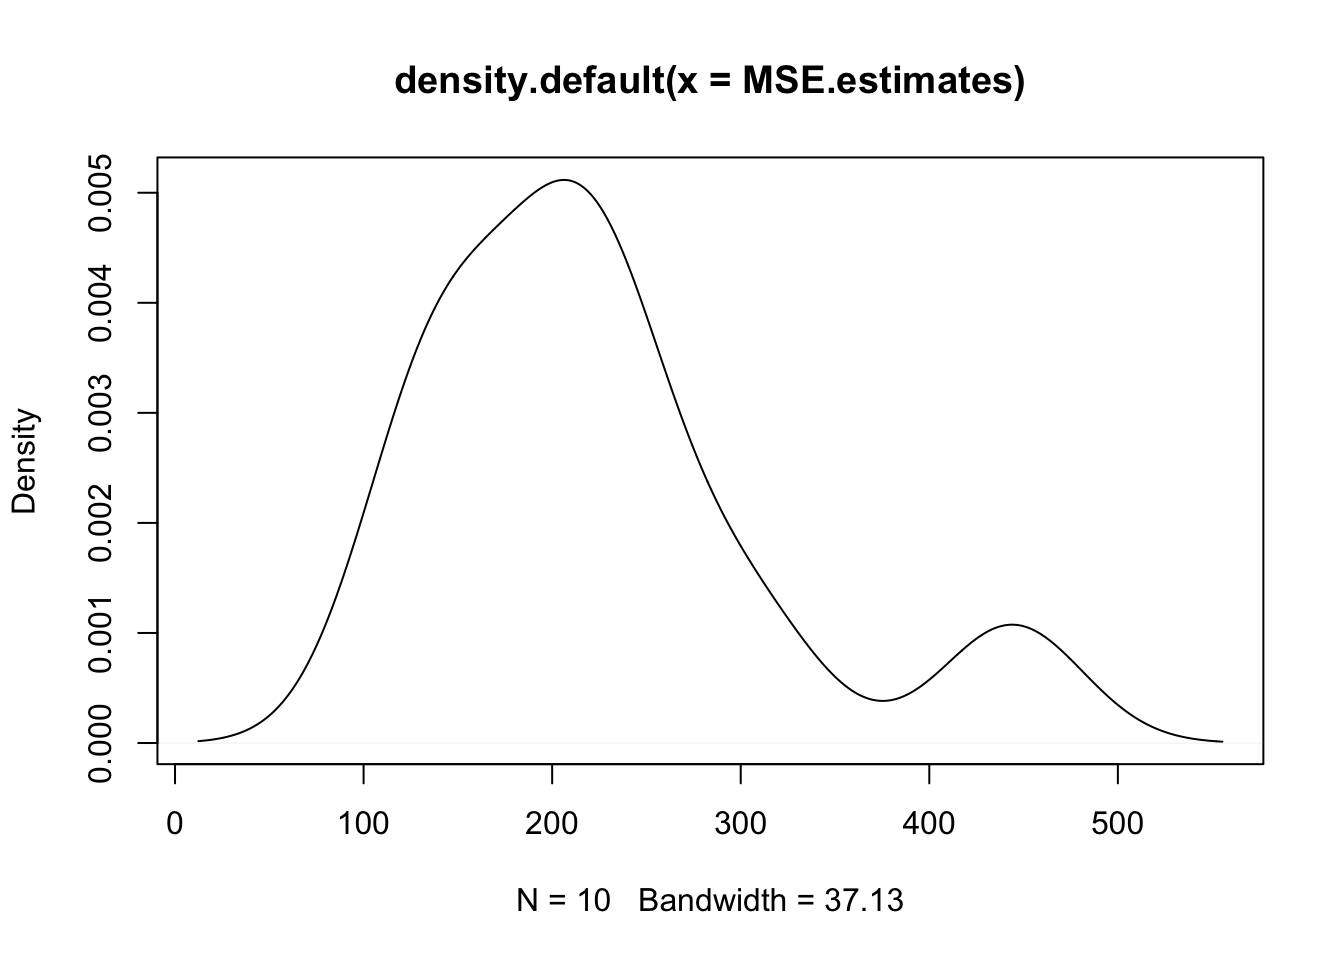 density.default(x = MSE.estimates)
Density
0.005
0.004
0.003
0.002
0.001
0.000
0 100 200 300 400 500
N = 10 Bandwidth = 37.13